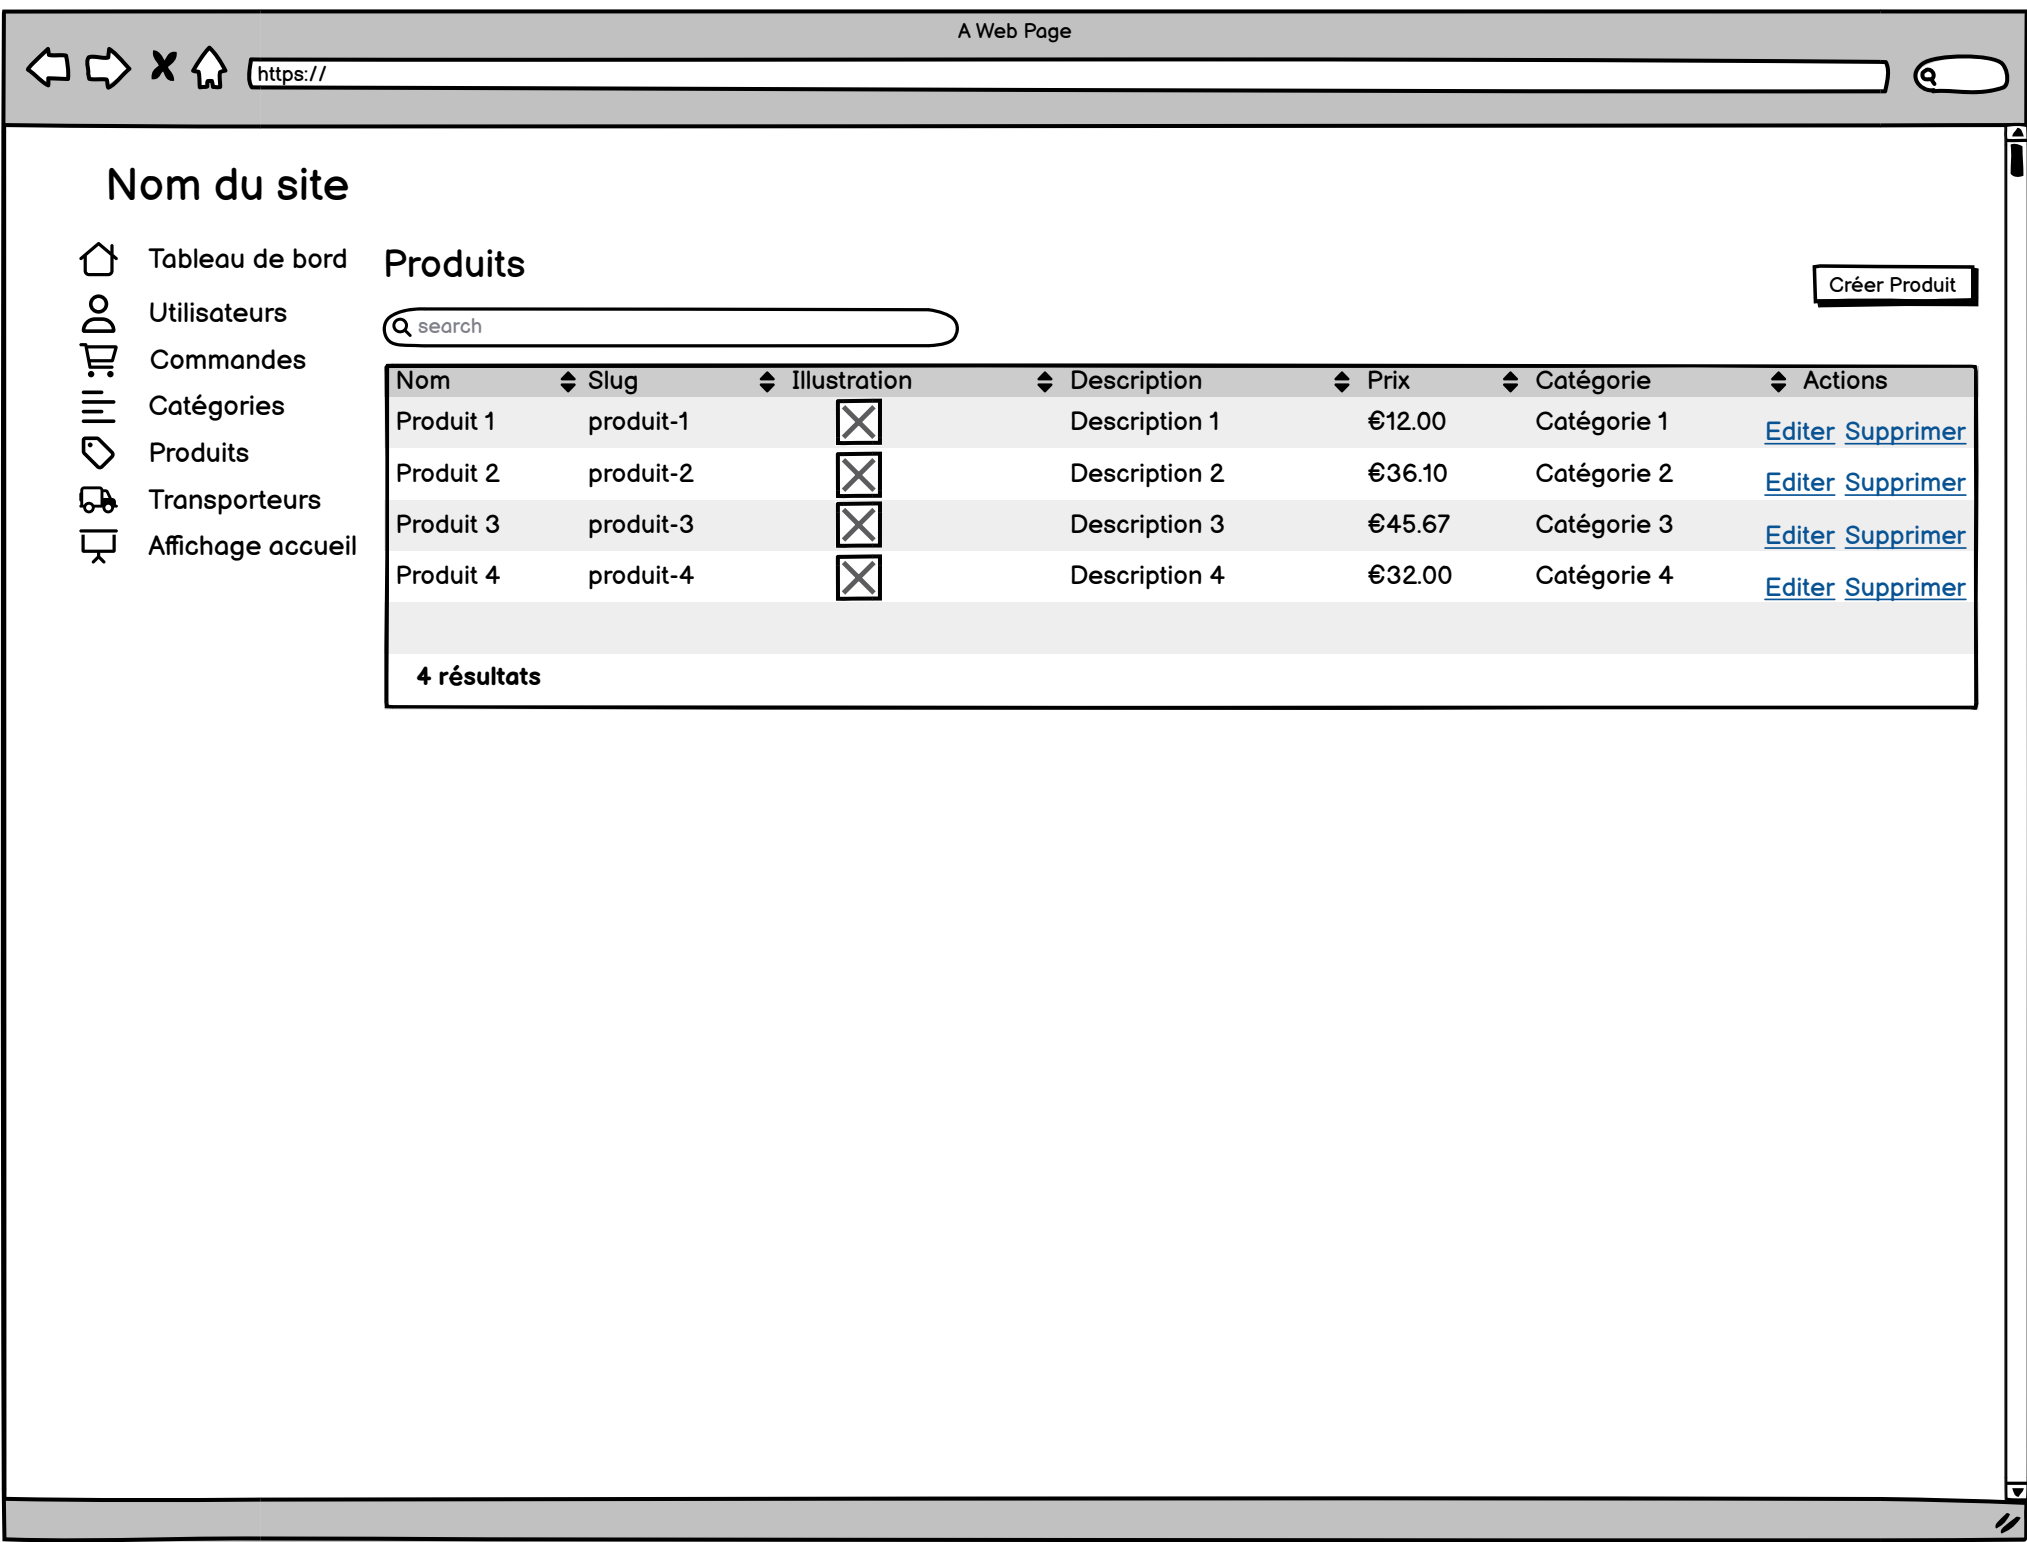 A Web Page
https://
Nom du site
Tableau de bord
Utilisateurs
Commandes
Catégories
Produits
Transporteurs
Affichage accueil
Produits
Créer Produit
search
Nom Slug Illustration Description Prix Catégorie Actions
Produit 1 produit-1 Description 1 €12.00 Catégorie 1 Editer Supprimer
Produit 2 produit-2 Description 2 €36.10 Catégorie 2 Editer Supprimer
Produit 3 produit-3 Description 3 €45.67 Catégorie 3 Editer Supprimer
Produit 4 produit-4 Description 4 €32.00 Catégorie 4 Editer Supprimer
4 résultats